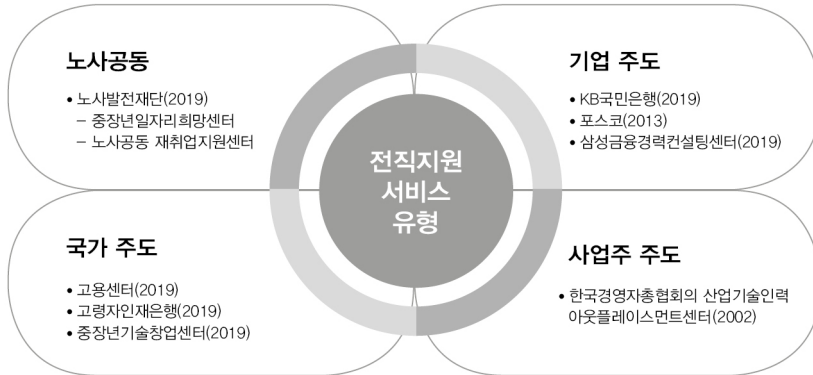 노사공동
• 노사발전재단(2019)
– 중장년일자리희망센터
– 노사공동 재취업지원센터
기업 주도
• KB국민은행(2019)
• 포스코(2013)
• 삼성금융경력컨설팅센터(2019)
전직지원
서비스
유형
국가 주도
• 고용센터(2019)
• 고령자인재은행(2019)
• 중장년기술창업센터(2019)
사업주 주도
• 한국경영자총협회의 산업기술인력
아웃플레이스먼트센터(2002)